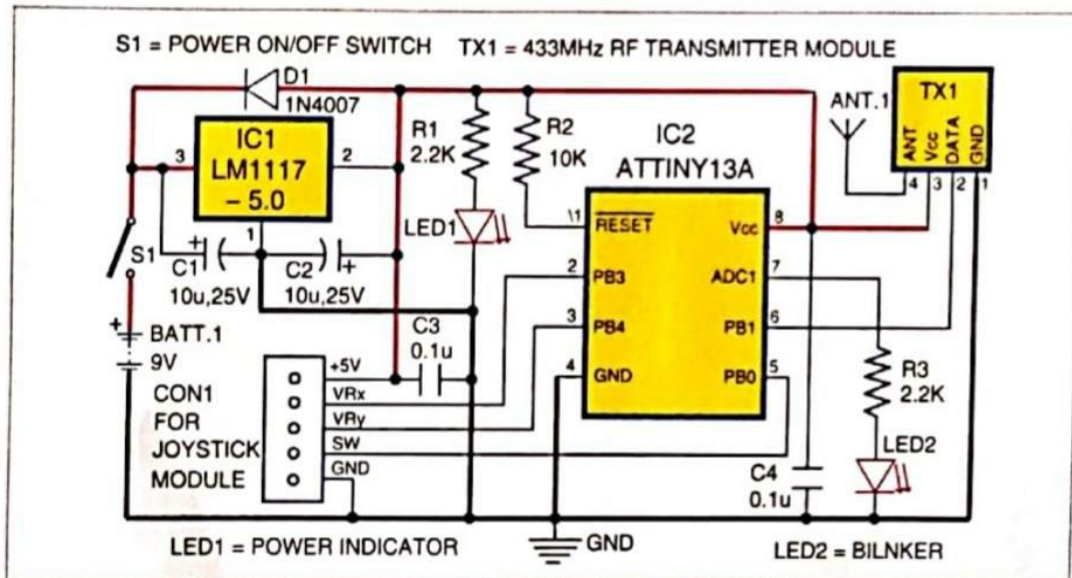 S1 = POWER ON/OFF SWITCH TX1 = 433MHz RF TRANSMITTER MODULE
D1
1N4007
IC1
LM1117
– 5.0
3
2
1
S1
C1
10u,25V
C2
10u,25V
BATT.1
9V
CON1
FOR
JOYSTICK
MODULE
+5V
VRx
VRy
SW
GND
C3
0.1u
R1
2.2K
LED1
R2
10K
IC2
ATTINY13A
\1
RESET
2
PB3
3
PB4
4
GND
Vcc
8
ADC1
7
PB1
6
PB0
5
ANT.1
TX1
ANT
Vcc
DATA
GND
4
3
2
1
R3
2.2K
LED2
C4
0.1u
LED1 = POWER INDICATOR
GND
LED2 = BILNKER